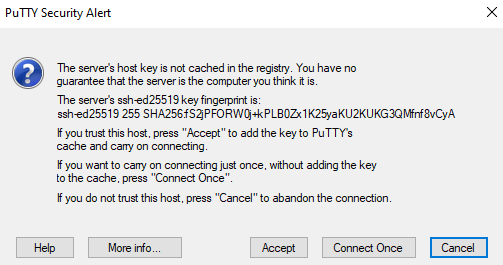 PuTTY Security Alert
The server's host key is not cached in the registry. You have no
guarantee that the server is the computer you think it is.
The server's ssh-ed25519 key fingerprint is:
ssh-ed25519 255 SHA256:fS2jPFORW0j+kPLB0Zx1K25yaKU2KUKG3QMfnf8vCyA
If you trust this host, press "Accept" to add the key to PuTTY's
cache and carry on connecting.
If you want to carry on connecting just once, without adding the key
to the cache, press "Connect Once".
If you do not trust this host, press "Cancel" to abandon the connection.
Help More info... Accept Connect Once Cancel